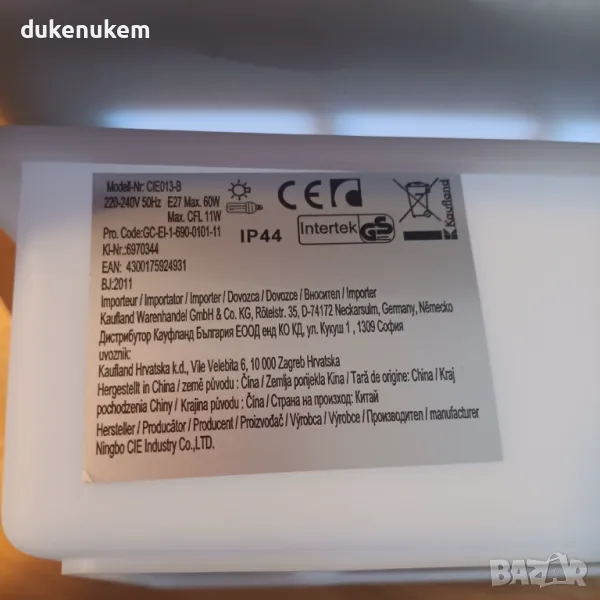 dukenukem
Modell-Nr: CIE013-B
220-240V 50Hz E27 Max. 60W
Max. CFL 11W
Pro. Code:GC-EI-1-690-0101-11
KI-Nr.:6970344
EAN: 4300175924931
BJ:2011
CE
IP44
Intertek GS
Kaufland
Importeur / Importator / Importer / Dovozca / Dovozce / Вносител / Importer
Kaufland Warenhandel GmbH & Co. KG, Rötelstr. 35, D-74172 Neckarsulm, Germany, Německo
Дистрибутор Кауфланд България ЕООД енд КО КД, ул. Кукуш 1 , 1309 София
uvoznik:
Kaufland Hrvatska k.d., Vile Velebita 6, 10 000 Zagreb Hrvatska
Hergestellt in China / země původu : Čína / Zemlja porijekla Kina / Tară de origine: China / Kraj
pochodzenia Chiny / Krajina pôvodu : Čína / Страна на произход: Китай
Hersteller / Producător / Producent / Proizvođač / Výrobca / Výrobce / Производител / manufacturer
Ningbo CIE Industry Co.,LTD.
BAZAR